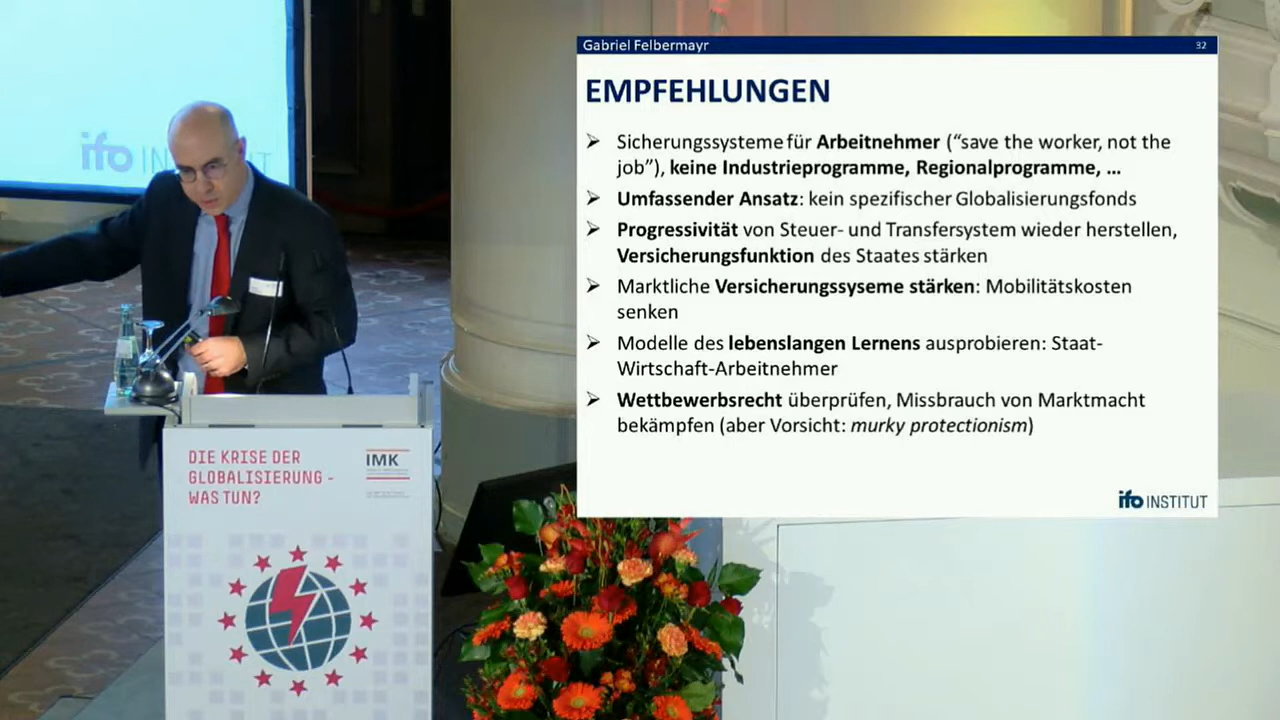 Gabriel Felbermayr
32
EMPFEHLUNGEN
➢ Sicherungssysteme für Arbeitnehmer (“save the worker, not the
job”), keine Industrieprogramme, Regionalprogramme, ...
➢ Umfassender Ansatz: kein spezifischer Globalisierungsfonds
➢ Progressivität von Steuer- und Transfersystem wieder herstellen,
Versicherungsfunktion des Staates stärken
➢ Marktliche Versicherungssyseme stärken: Mobilitätskosten
senken
➢ Modelle des lebenslangen Lernens ausprobieren: Staat-
Wirtschaft-Arbeitnehmer
➢ Wettbewerbsrecht überprüfen, Missbrauch von Marktmacht
bekämpfen (aber Vorsicht: murky protectionism)
ifo INSTITUT
ifo IN T
DIE KRISE DER
GLOBALISIERUNG -
WAS TUN?
IMK